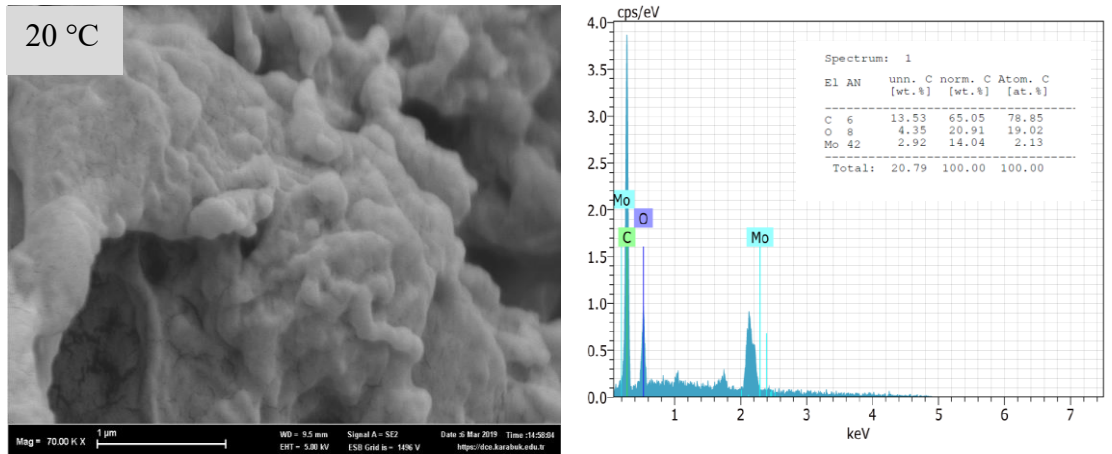 20 °C
Mag = 70.00 K X
1 µm
WD = 9.5 mm
Signal A = SE2
Date :6 Mar 2019 Time :14:58:04
EHT = 5.00 kV
ESB Grid is = 1496 V
https://dce.karabuk.edu.tr
cps/eV
4.0
3.5
3.0
2.5
2.0
1.5
1.0
0.5
0.0
Mo
O
C
Mo
1 2 3 4 5 6 7
keV
Spectrum: 1
El AN unn. C norm. C Atom. C
[wt.%] [wt.%] [at.%]
C 6 13.53 65.05 78.85
O 8 4.35 20.91 19.02
Mo 42 2.92 14.04 2.13
Total: 20.79 100.00 100.00